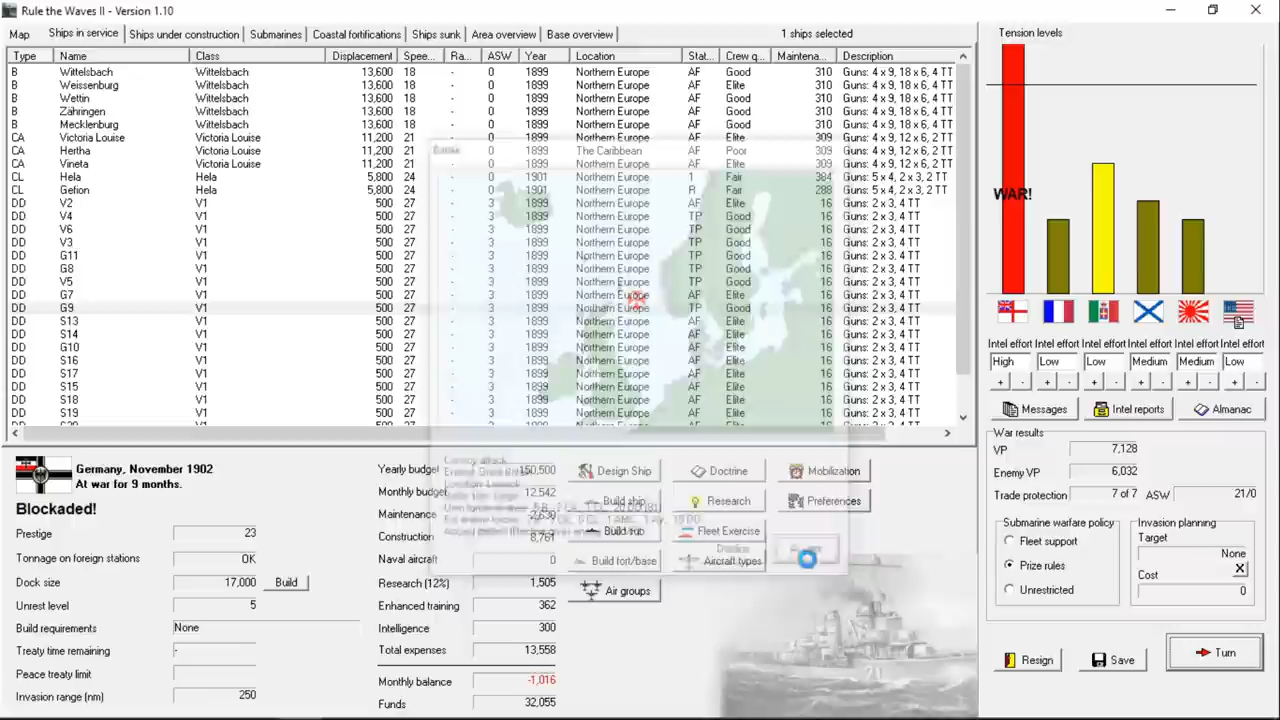 Rule the Waves II - Version 1.10
Map Ships in service Ships under construction Submarines Coastal fortifications Ships sunk Area overview Base overview 1 ships selected
Type Name Class Displacement Spee... Ra... ASW Year Location Stat... Crew q... Maintena... Description
B Wittelsbach Wittelsbach 13,600 18 - 0 1899 Northern Europe AF Good 310 Guns: 4 x 9, 18 x 6, 4 TT
B Weissenburg Wittelsbach 13,600 18 - 0 1899 Northern Europe AF Elite 309 Guns: 4 x 9, 18 x 6, 4 TT
B Wettin Wittelsbach 13,600 18 - 0 1899 Northern Europe AF Good 310 Guns: 4 x 9, 18 x 6, 4 TT
B Zähringen Wittelsbach 13,600 18 - 0 1899 Northern Europe AF Good 310 Guns: 4 x 9, 18 x 6, 4 TT
B Mecklenburg Wittelsbach 13,600 18 - 0 1899 Northern Europe AF Good 310 Guns: 4 x 9, 18 x 6, 4 TT
CA Victoria Louise Victoria Louise 11,200 21 - 0 1899 Northern Europe AF Elite 309 Guns: 4 x 9, 12 x 6, 2 TT
CA Hertha Victoria Louise 11,200 21 - 0 1899 The Caribbean AF Poor 309 Guns: 4 x 9, 12 x 6, 2 TT
CA Vineta Victoria Louise 11,200 21 - 0 1899 Northern Europe AF Elite 309 Guns: 4 x 9, 12 x 6, 2 TT
CL Hela Hela 5,800 24 - 0 1901 Northern Europe 1 Fair 384 Guns: 5 x 4, 2 x 3, 2 TT
CL Gefion Hela 5,800 24 - 0 1901 Northern Europe R Fair 288 Guns: 5 x 4, 2 x 3, 2 TT
DD V2 V1 500 27 - 3 1899 Northern Europe AF Elite 16 Guns: 2 x 3, 4 TT
DD V4 V1 500 27 - 3 1899 Northern Europe TP Good 16 Guns: 2 x 3, 4 TT
DD V6 V1 500 27 - 3 1899 Northern Europe TP Good 16 Guns: 2 x 3, 4 TT
DD V3 V1 500 27 - 3 1899 Northern Europe TP Good 16 Guns: 2 x 3, 4 TT
DD G11 V1 500 27 - 3 1899 Northern Europe TP Good 16 Guns: 2 x 3, 4 TT
DD G8 V1 500 27 - 3 1899 Northern Europe TP Good 16 Guns: 2 x 3, 4 TT
DD V5 V1 500 27 - 3 1899 Northern Europe TP Good 16 Guns: 2 x 3, 4 TT
DD G7 V1 500 27 - 3 1899 Northern Europe AF Elite 16 Guns: 2 x 3, 4 TT
DD G9 V1 500 27 - 3 1899 Northern Europe TP Good 16 Guns: 2 x 3, 4 TT
DD S13 V1 500 27 - 3 1899 Northern Europe AF Elite 16 Guns: 2 x 3, 4 TT
DD S14 V1 500 27 - 3 1899 Northern Europe AF Elite 16 Guns: 2 x 3, 4 TT
DD G10 V1 500 27 - 3 1899 Northern Europe AF Elite 16 Guns: 2 x 3, 4 TT
DD S16 V1 500 27 - 3 1899 Northern Europe AF Elite 16 Guns: 2 x 3, 4 TT
DD S17 V1 500 27 - 3 1899 Northern Europe AF Elite 16 Guns: 2 x 3, 4 TT
DD S15 V1 500 27 - 3 1899 Northern Europe AF Elite 16 Guns: 2 x 3, 4 TT
DD S18 V1 500 27 - 3 1899 Northern Europe AF Elite 16 Guns: 2 x 3, 4 TT
DD S19 V1 500 27 - 3 1899 Northern Europe AF Elite 16 Guns: 2 x 3, 4 TT
Tension levels
WAR!
Intel effort Intel effort Intel effort Intel effort Intel effort Intel effort
High Low Low Medium Medium Low
+ - + - + - + - + - + -
Messages Intel reports Almanac
War results
VP 7,128
Enemy VP 6,032
Trade protection 7 of 7 ASW 21/0
Submarine warfare policy
Fleet support
Prize rules
Unrestricted
Invasion planning
Target
None
Cost X
0
Resign Save Turn
Germany, November 1902
At war for 9 months.
Blockaded!
Prestige 23
Tonnage on foreign stations OK
Dock size 17,000 Build
Unrest level 5
Build requirements None
Treaty time remaining -
Peace treaty limit
Invasion range (nm) 250
Yearly budget 150,500
Monthly budget 12,542
Maintenance 2,630
Construction 8,761
Naval aircraft 0
Research (12%) 1,505
Enhanced training 362
Intelligence 300
Total expenses 13,558
Monthly balance -1,016
Funds 32,055
Design Ship Doctrine Mobilization
Build ship Research Preferences
Build sub Fleet Exercise
Build fort/base Aircraft types
Air groups
Convoy attack
Decline